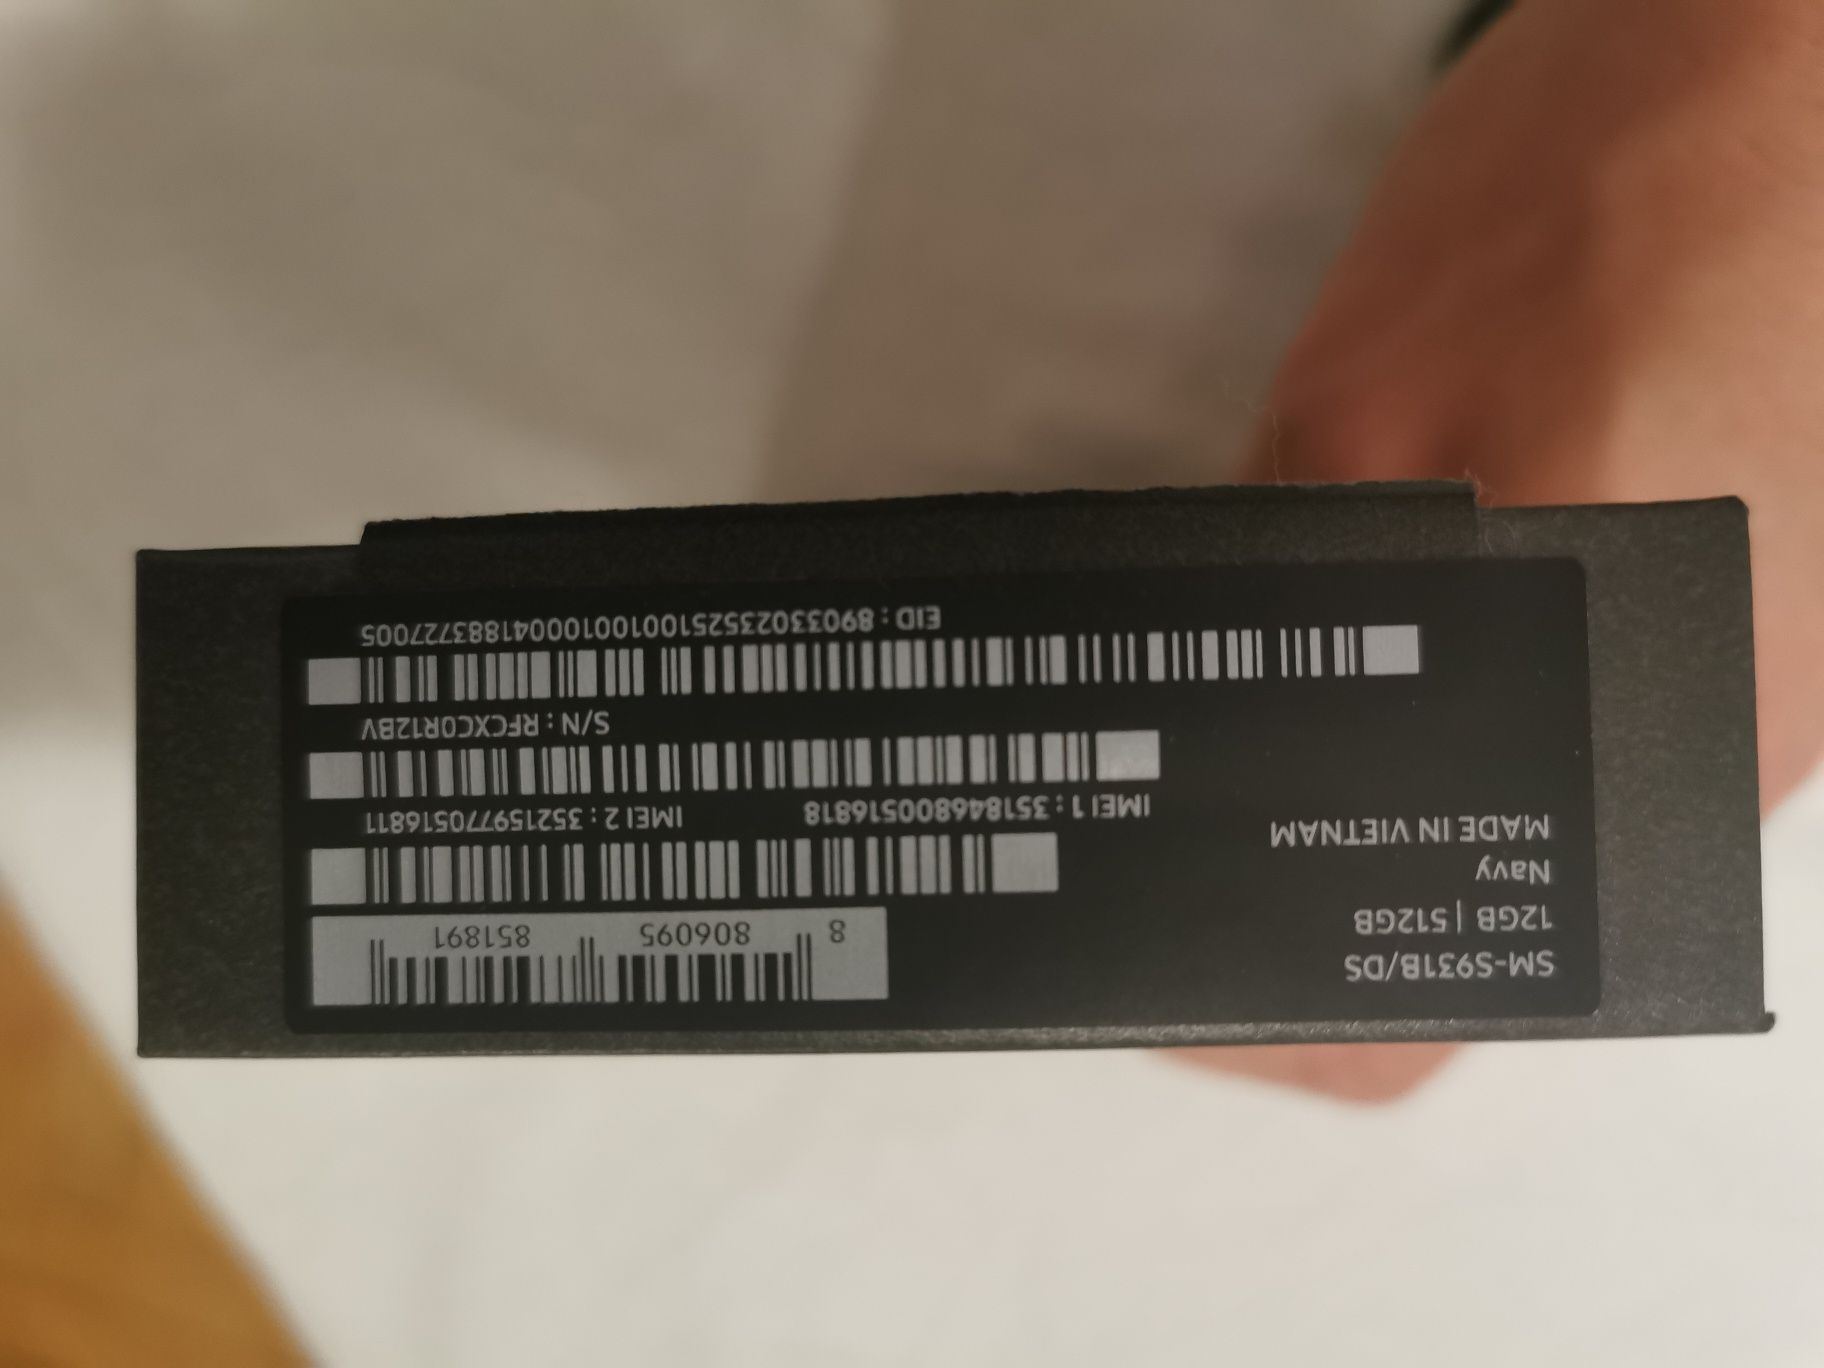 SM-S931B/DS
12GB | 512GB
Navy
MADE IN VIETNAM
8 806095 851891
IMEI 1 : 351846800516818 IMEI 2 : 352159770516811
S/N : RFCXC0R12BV
EID : 89033023525100100100041883727005